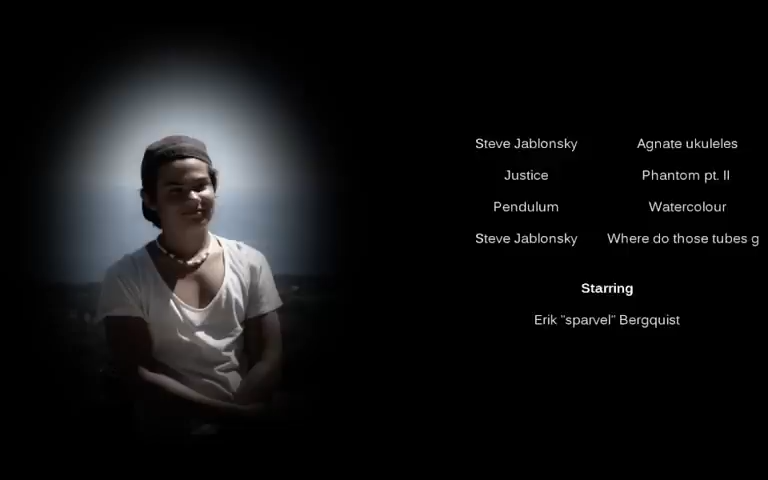 Steve Jablonsky Agnate ukuleles
Justice Phantom pt. II
Pendulum Watercolour
Steve Jablonsky Where do those tubes g
Starring
Erik "sparvel" Bergquist